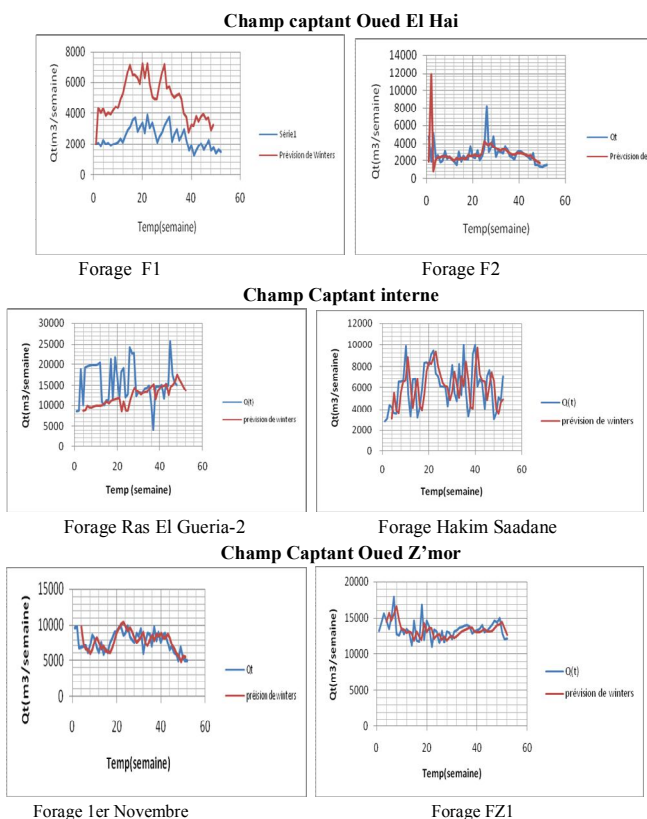 Champ captant Oued El Hai
8000
6000
4000
2000
0
0 20 40 60
Qt(m3/semaine)
Temp(semaine)
Série1
Prévision de Winters
14000
12000
10000
8000
6000
4000
2000
0
0 20 40 60
Qt(m3/semaine)
Temp(semaine)
Qt
Forage F1
Forage F2
Champ Captant interne
30000
25000
20000
15000
10000
5000
0
0 20 40 60
Qt(m3/semaine)
Temp (semaine)
Q(t)
prévision de winters
12000
10000
8000
6000
4000
2000
0
0 20 40 60
Qt(m3/semaine)
Temp (semaine)
Q(t)
prévision de winters
Forage Ras El Gueria-2
Forage Hakim Saadane
Champ Captant Oued Z'mor
15000
10000
5000
0
0 20 40 60
Qt(m3/semaine)
Temp(semaine)
Qt
de winters
20000
15000
10000
5000
0
0 20 40 60
Qt(m3/semaine)
Temp(semaine)
Q(t)
prévision de winters
Forage 1er Novembre
Forage FZ1